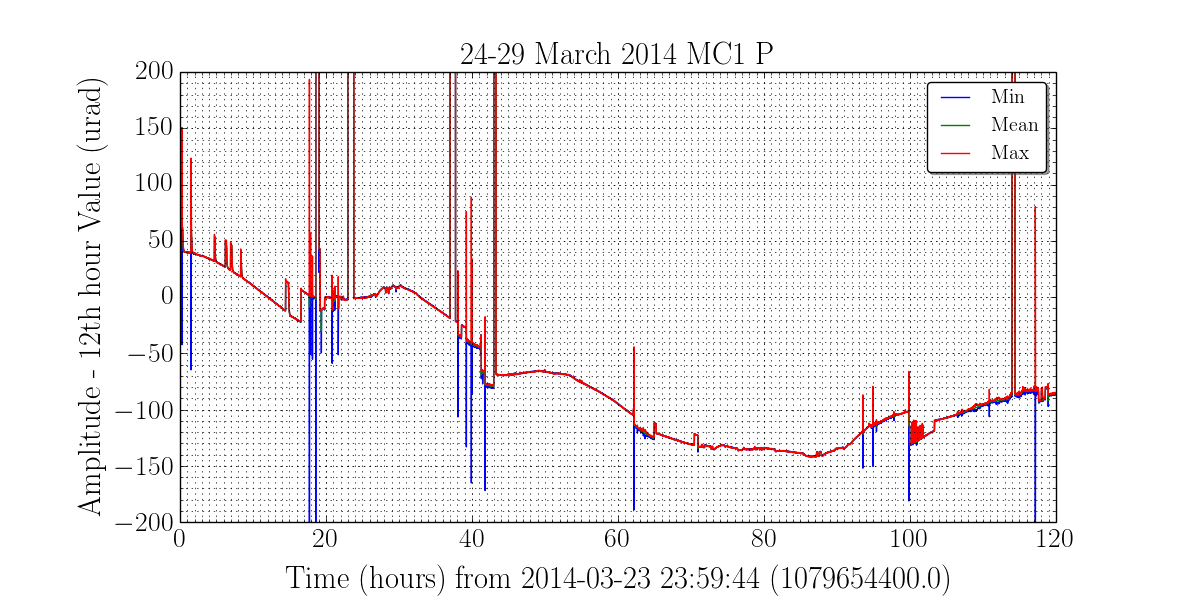 24-29 March 2014 MC1 P
Amplitude - 12th hour Value (urad)
200
150
100
50
0
−50
−100
−150
−200
Min
Mean
Max
0 20 40 60 80 100 120
Time (hours) from 2014-03-23 23:59:44 (1079654400.0)